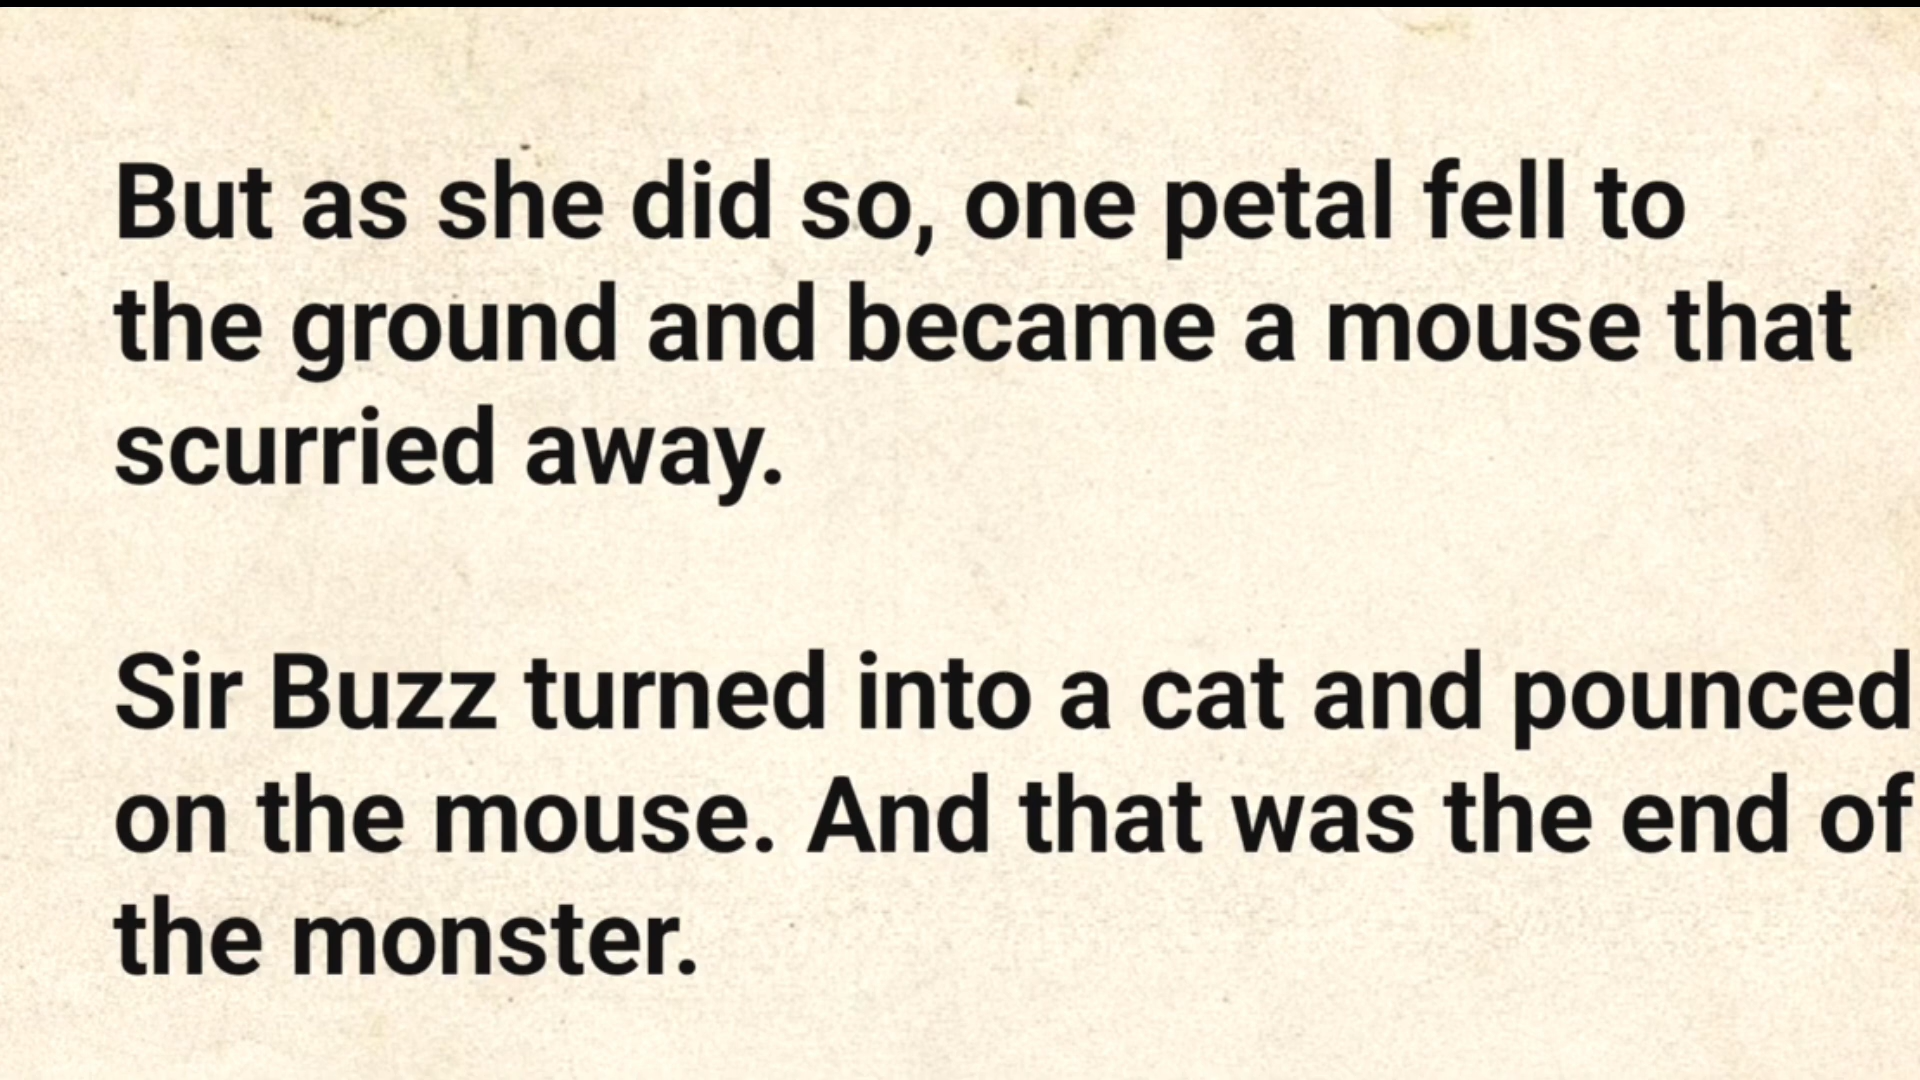 But as she did so, one petal fell to
the ground and became a mouse that
scurried away.
Sir Buzz turned into a cat and pounced
on the mouse. And that was the end of
the monster.